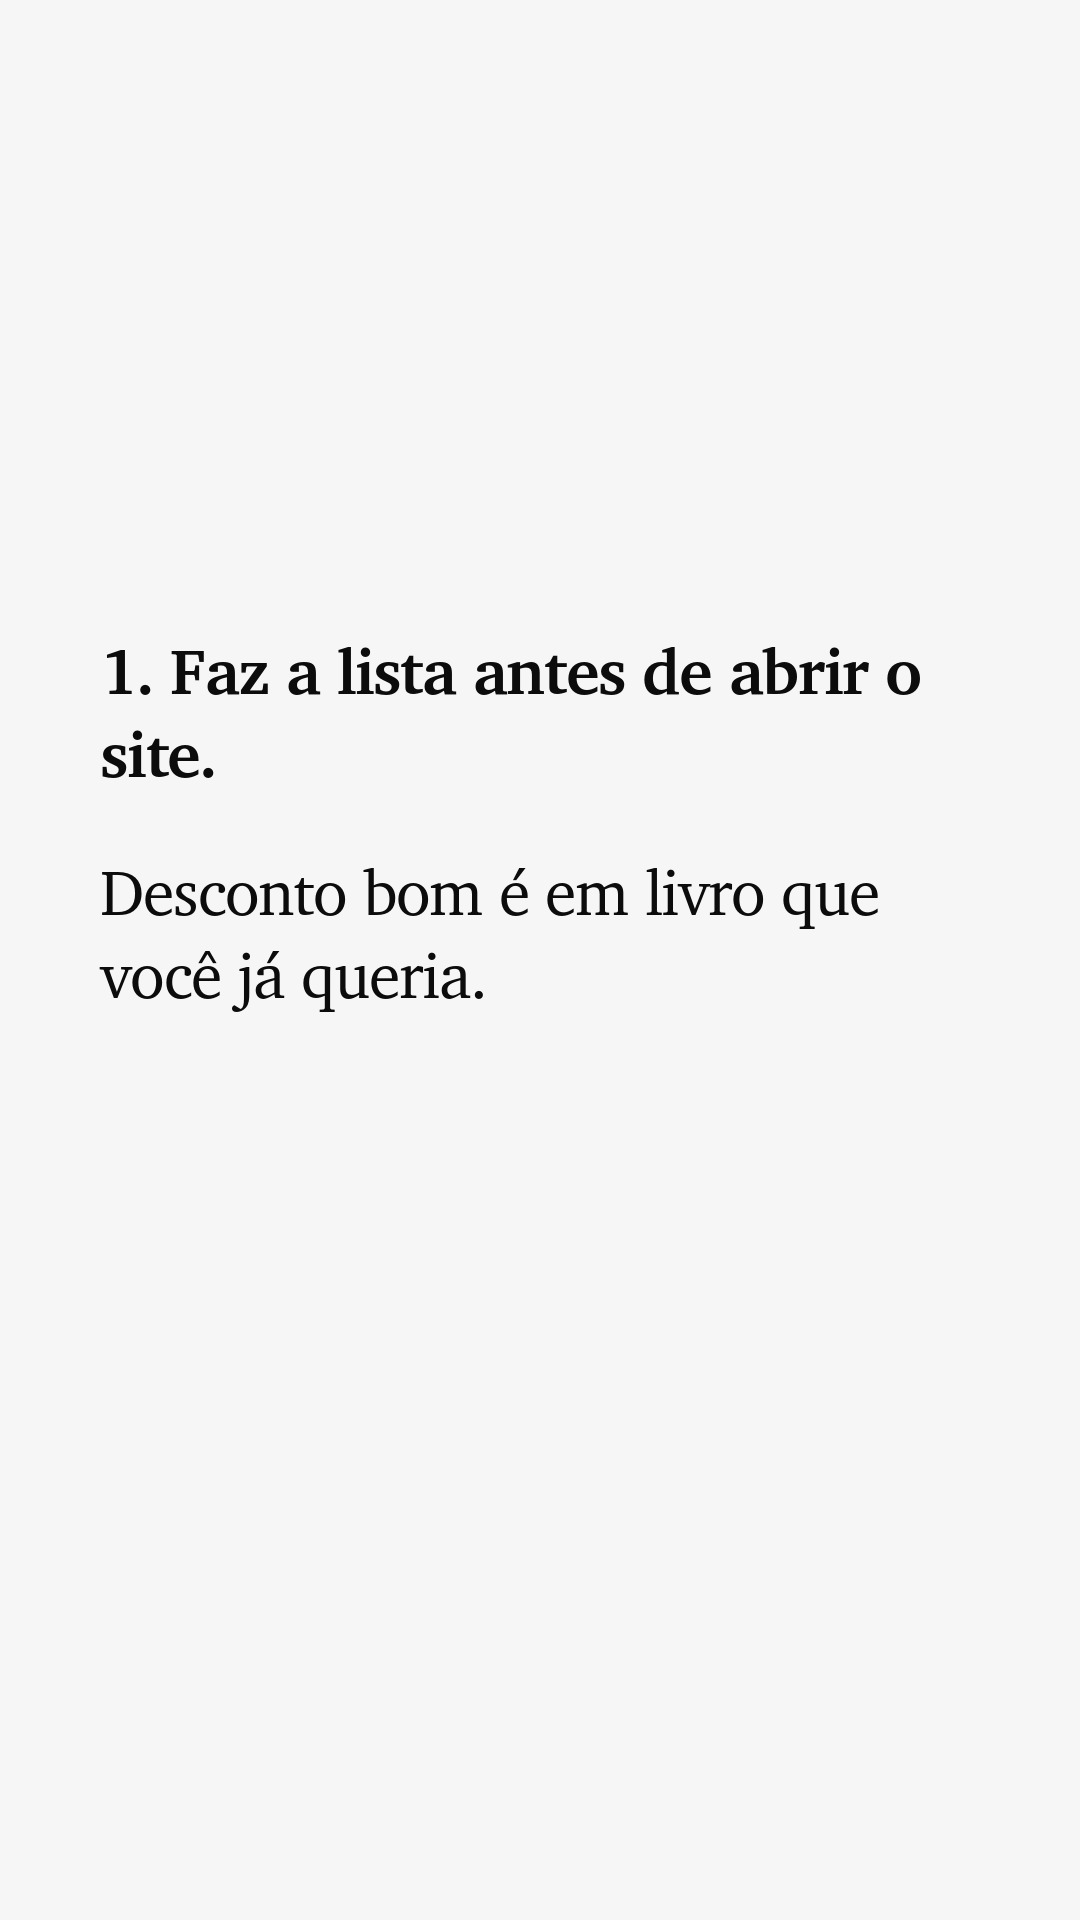 1. Faz a lista antes de abrir o
site.
Desconto bom é em livro que
você já queria.